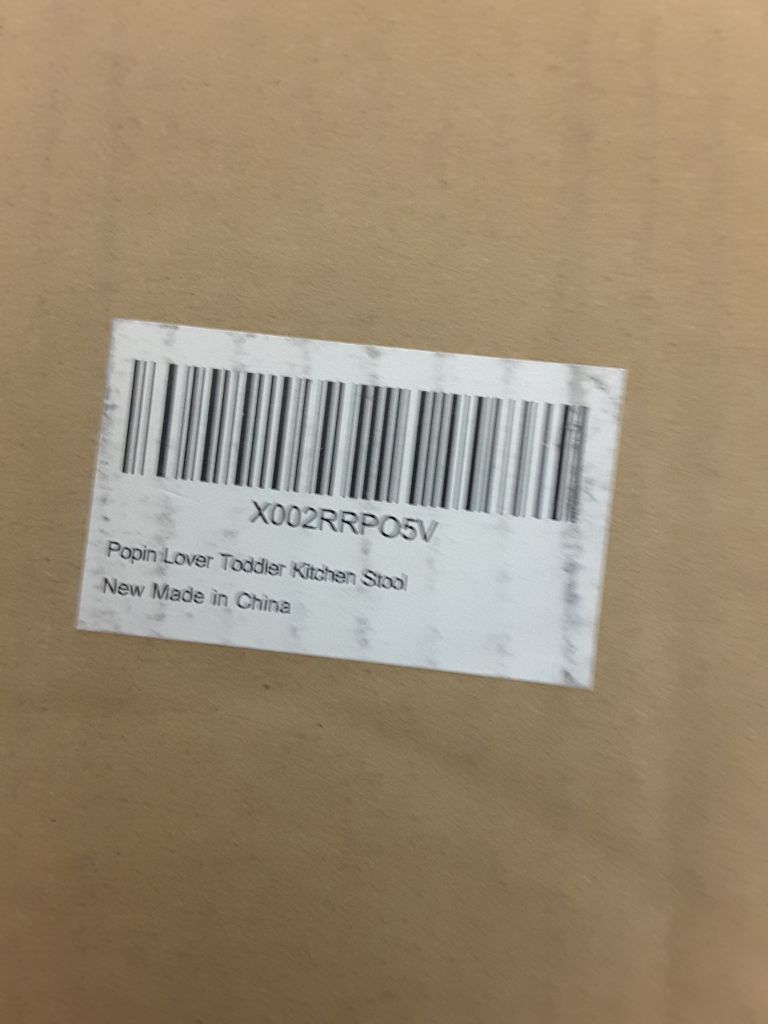 X002RRPO5V
Popin Lover Toddler Kitchen Stool
New Made in China